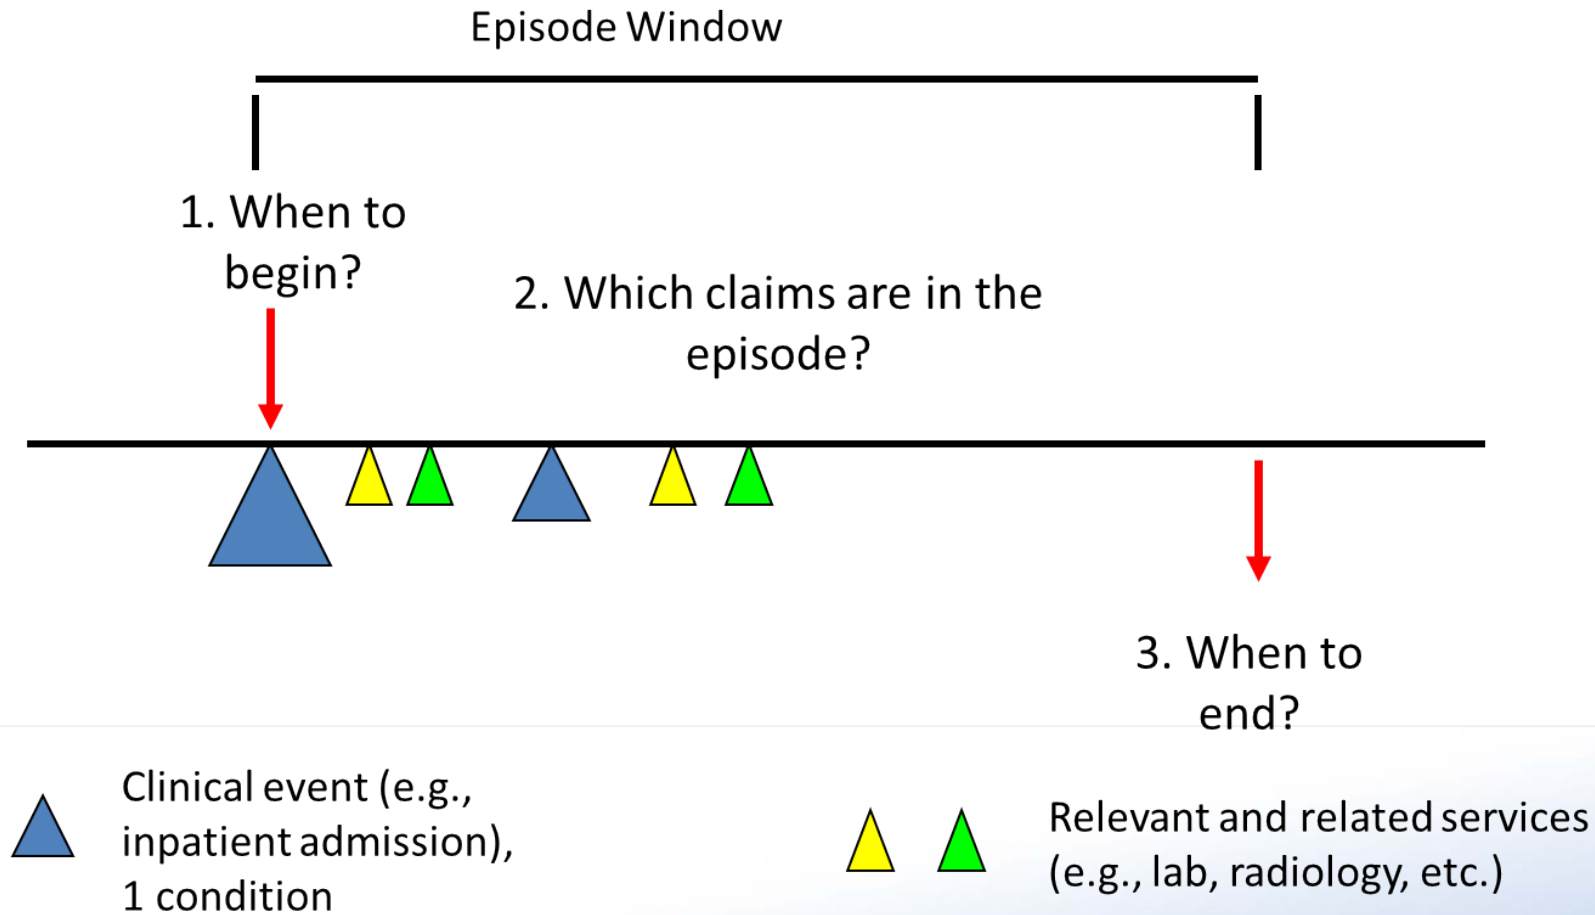 Episode Window
1. When to
begin?
2. Which claims are in the
episode?
3. When to
end?
Clinical event (e.g.,
inpatient admission),
1 condition
Relevant and related services
(e.g., lab, radiology, etc.)